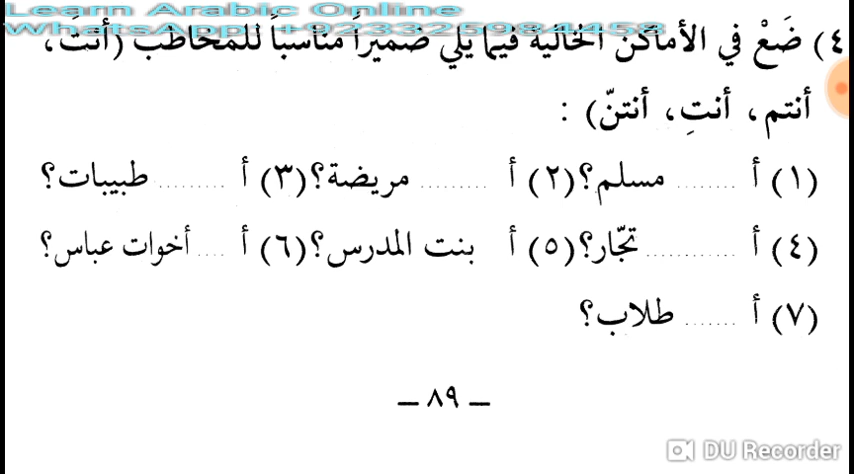 Learn Arabic Online
WhatsApp +923325984458
٤) ضَعْ في الأماكن الخالية فيما يلي ضميراً مناسباً للمخاطب (أنتَ،
أنتم، أنتِ، أنتنّ) :
(١) أ ........ مسلم؟ (٢) أ ......... مريضة؟ (٣) أ ......... طبيبات؟
(٤) أ ............ تجّار؟ (٥) أ بنت المدرس؟ (٦) أ .... أخوات عباس؟
(٧) أ ....... طلاب؟
– ٨٩ –
DU Recorder